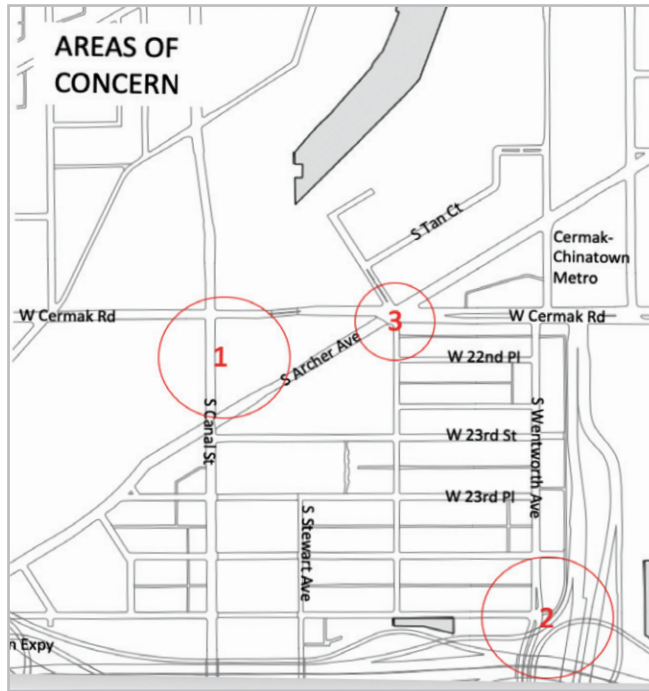 AREAS OF
CONCERN
S Tan Ct
Cermak-
Chinatown
Metro
W Cermak Rd
3
W Cermak Rd
1
S Archer Ave
W 22nd Pl
S Canal St
W 23rd St
S Wentworth Ave
W 23rd Pl
S Stewart Ave
2
n Expy